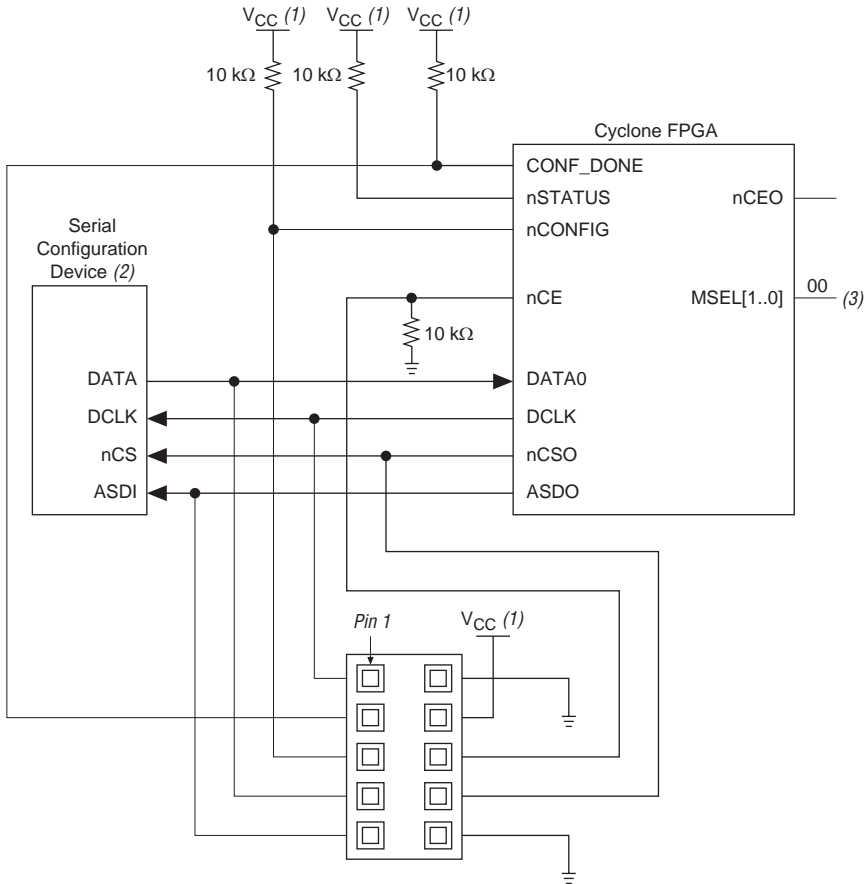 VCC (1)
VCC (1)
VCC (1)
10 kΩ
10 kΩ
10 kΩ
Cyclone FPGA
CONF_DONE
nSTATUS
nCEO
nCONFIG
Serial
Configuration
Device (2)
nCE
MSEL[1..0]
00
(3)
10 kΩ
DATA
DATA0
DCLK
DCLK
nCS
nCSO
ASDI
ASDO
Pin 1
VCC (1)